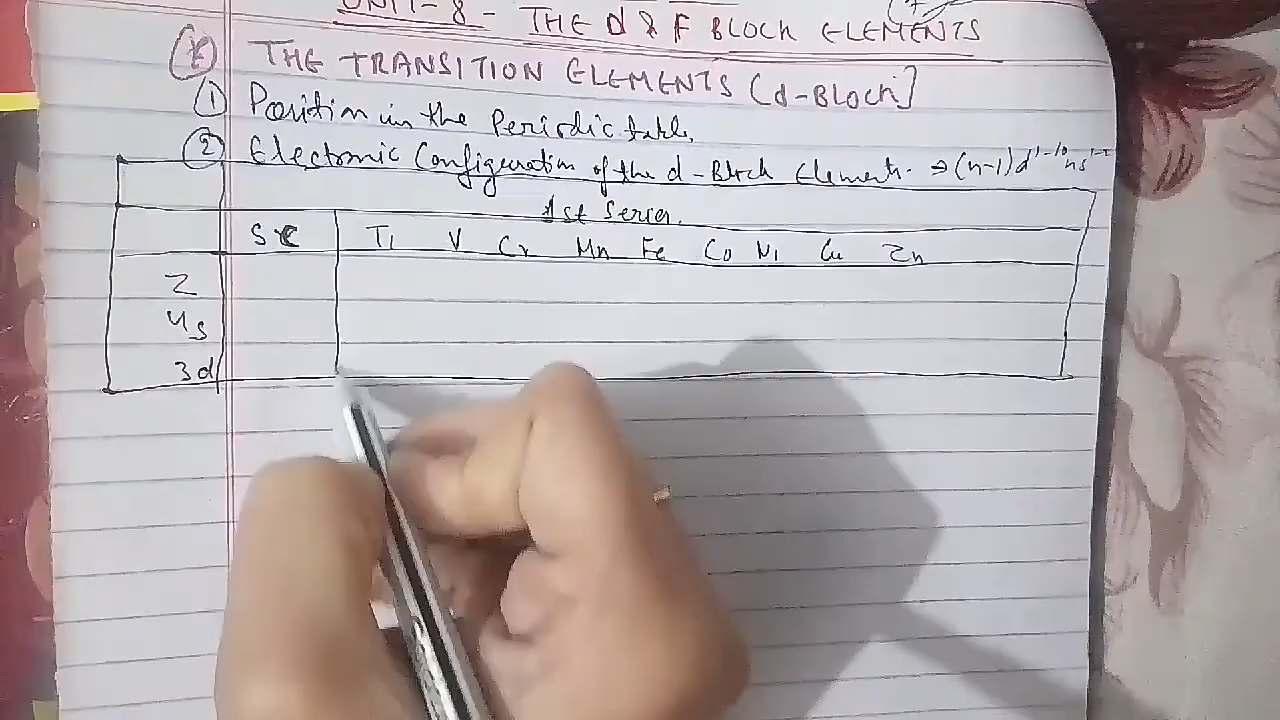 UNIT-8 - THE d & F BLOCK ELEMENTS
THE TRANSITION ELEMENTS (d-BLOCK]
① Position in the Periodic table,
② Electronic Configuration of the d-Block Elements. ⇒ (n-1)d¹⁻¹⁰ns¹⁻²
1st Series.
Sc Ti V Cr Mn Fe Co Ni Cu Zn
Z
4s
3d